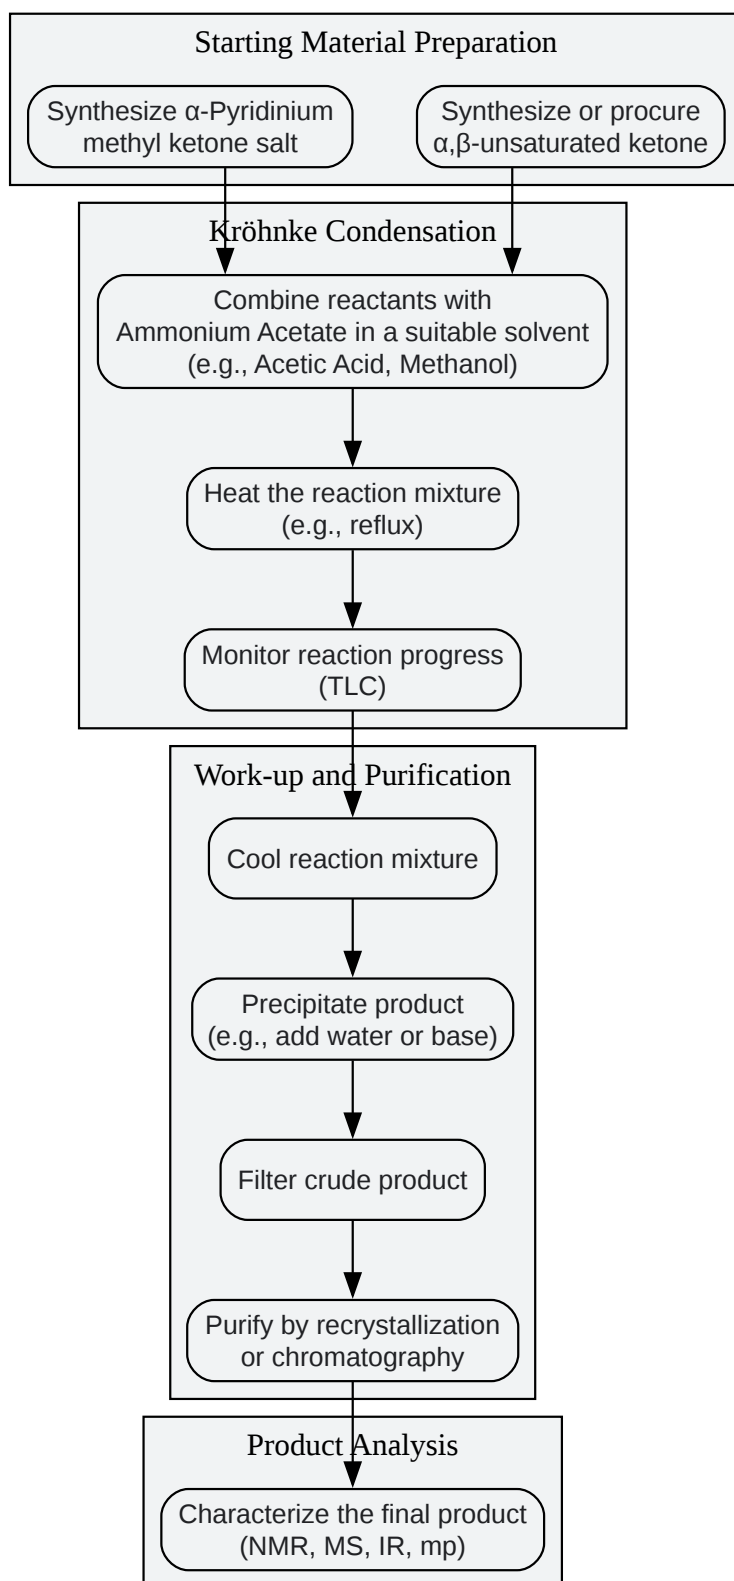 Starting Material Preparation
Synthesize α-Pyridinium
methyl ketone salt
Synthesize or procure
α,β-unsaturated ketone
Kröhnke Condensation
Combine reactants with
Ammonium Acetate in a suitable solvent
(e.g., Acetic Acid, Methanol)
Heat the reaction mixture
(e.g., reflux)
Monitor reaction progress
(TLC)
Work-up and Purification
Cool reaction mixture
Precipitate product
(e.g., add water or base)
Filter crude product
Purify by recrystallization
or chromatography
Product Analysis
Characterize the final product
(NMR, MS, IR, mp)